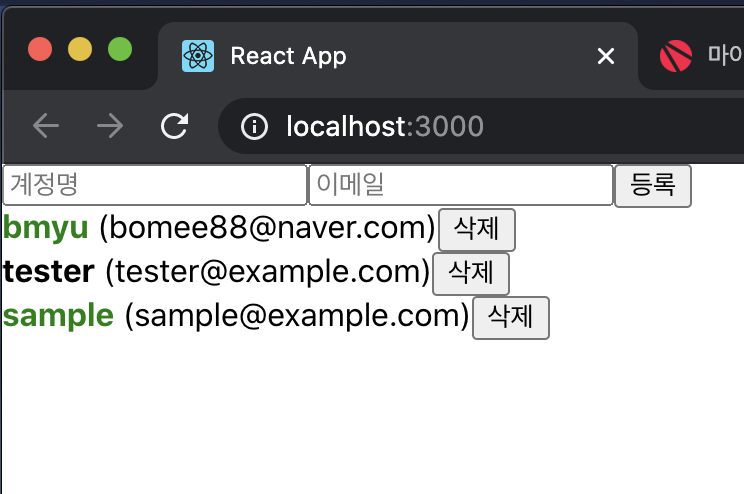 React App
마이
localhost:3000
계정명 이메일 등록
bmyu (bomee88@naver.com) 삭제
tester (tester@example.com) 삭제
sample (sample@example.com) 삭제